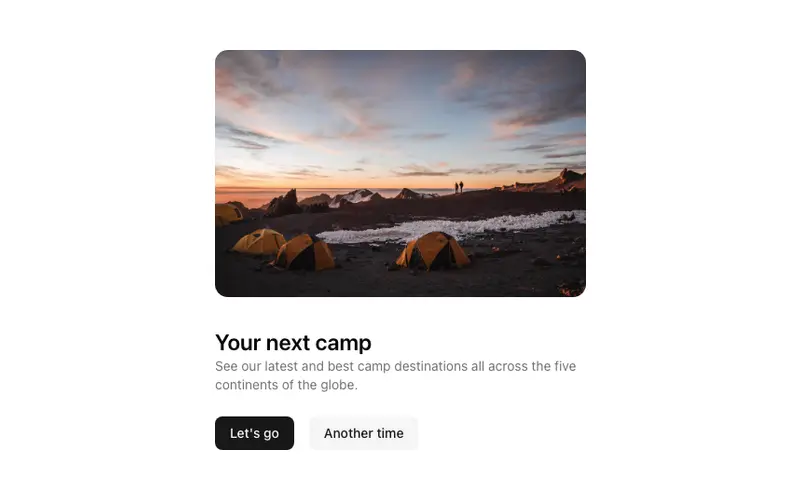 Your next camp
See our latest and best camp destinations all across the five
continents of the globe.
Let's go
Another time